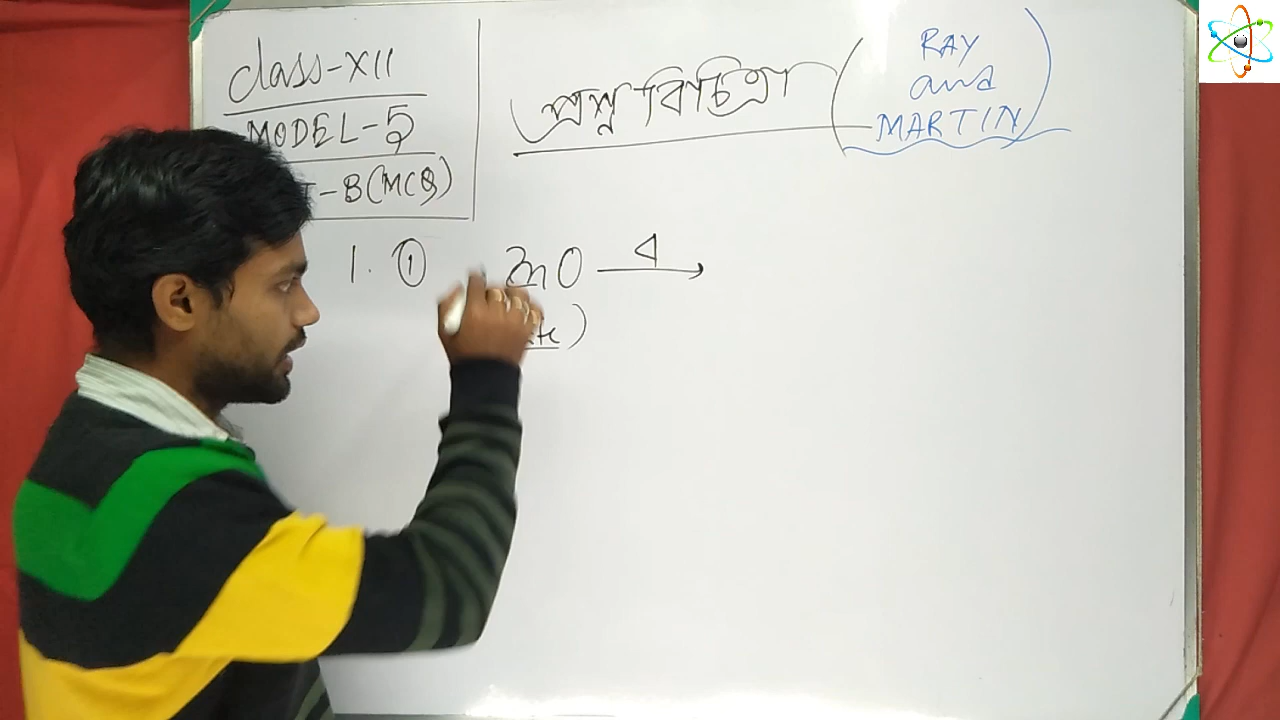 Class-XII
MODEL-5
T-B(MCQ)
প্রশ্ন বিচিত্রা
(RAY
and
MARTIN)
1. ① ZnO Δ→
)